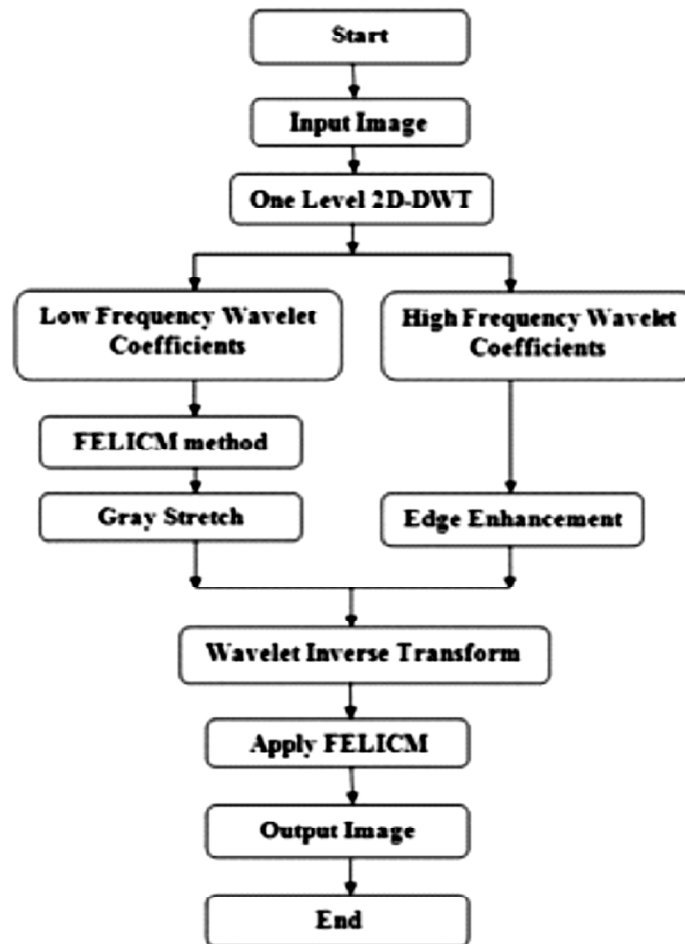 Start
Input Image
One Level 2D-DWT
Low Frequency Wavelet
Coefficients
High Frequency Wavelet
Coefficients
FELICM method
Gray Stretch
Edge Enhancement
Wavelet Inverse Transform
Apply FELICM
Output Image
End